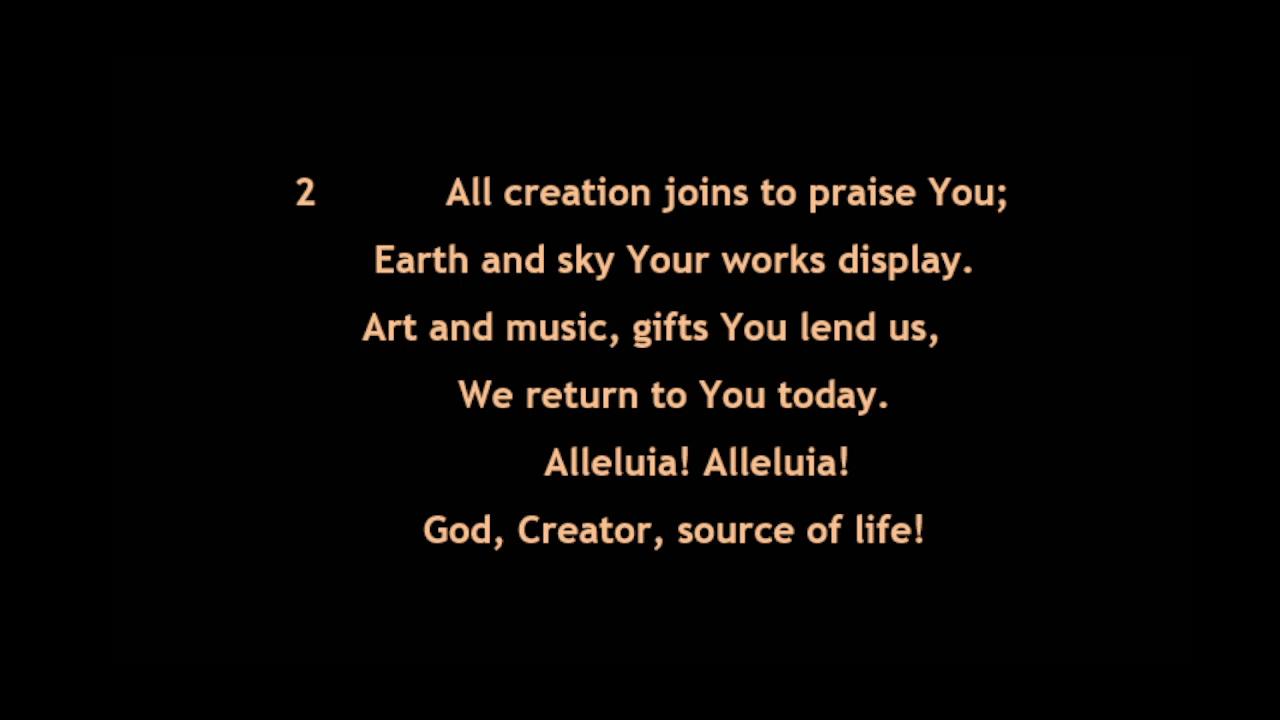 2 All creation joins to praise You;
Earth and sky Your works display.
Art and music, gifts You lend us,
We return to You today.
Alleluia! Alleluia!
God, Creator, source of life!